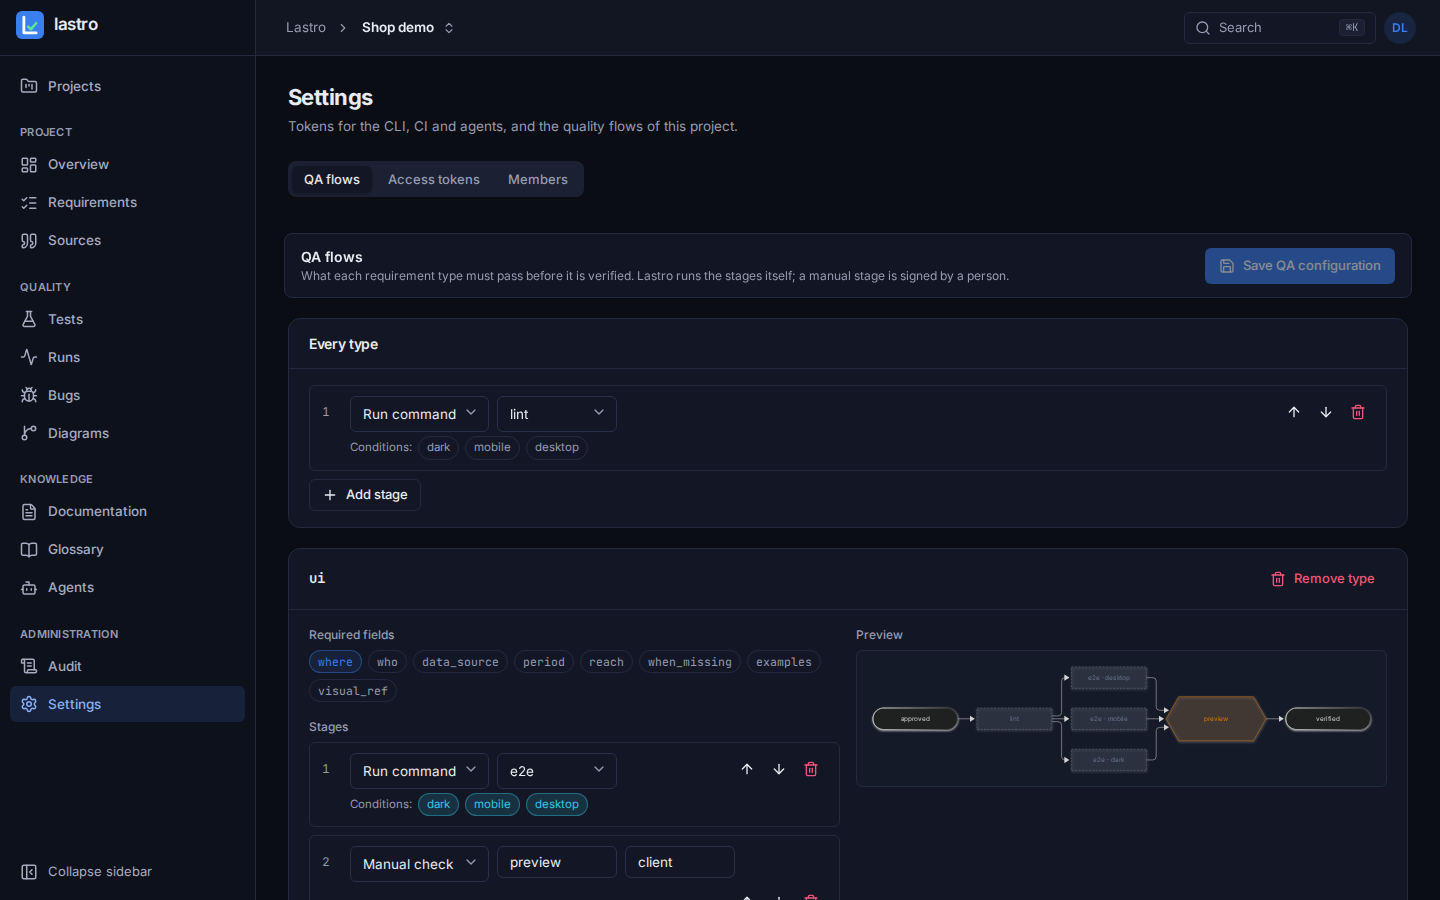 lastro
Lastro
Shop demo
Search
⌘K
DL
Projects
PROJECT
Overview
Requirements
Sources
QUALITY
Tests
Runs
Bugs
Diagrams
KNOWLEDGE
Documentation
Glossary
Agents
ADMINISTRATION
Audit
Settings
Collapse sidebar
Settings
Tokens for the CLI, CI and agents, and the quality flows of this project.
QA flows
Access tokens
Members
QA flows
What each requirement type must pass before it is verified. Lastro runs the stages itself; a manual stage is signed by a person.
Save QA configuration
Every type
1
Run command
lint
Conditions: dark mobile desktop
Add stage
ui
Remove type
Required fields
where who data_source period reach when_missing examples
visual_ref
Stages
1
Run command
e2e
Conditions: dark mobile desktop
2
Manual check
preview
client
Preview
approved
lint
e2e · desktop
e2e · mobile
e2e · dark
preview
verified